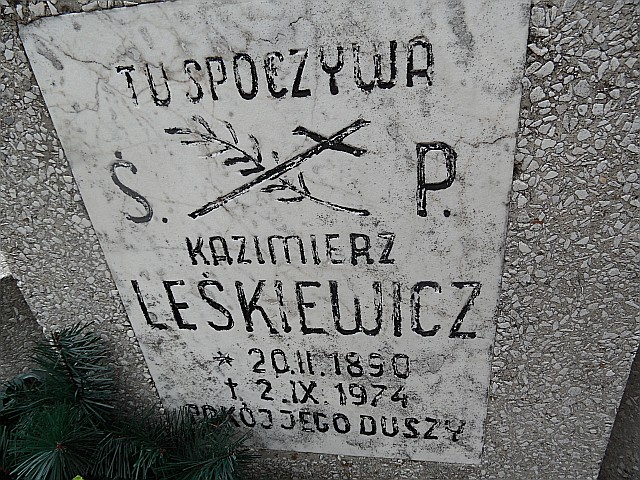 TU SPOCZYWA
Ś. P.
KAZIMIERZ
LEŚKIEWICZ
* 20.II.1890
† 2.IX.1974
POKÓJ JEGO DUSZY